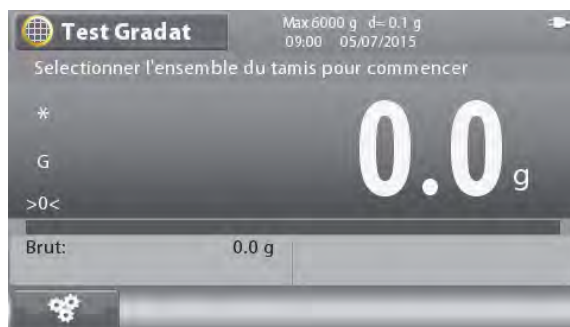 Test Gradat
Max 6000 g d= 0.1 g
09:00 05/07/2015
Selectionner l'ensemble du tamis pour commencer
*
G
>0<
0.0 g
Brut: 0.0 g